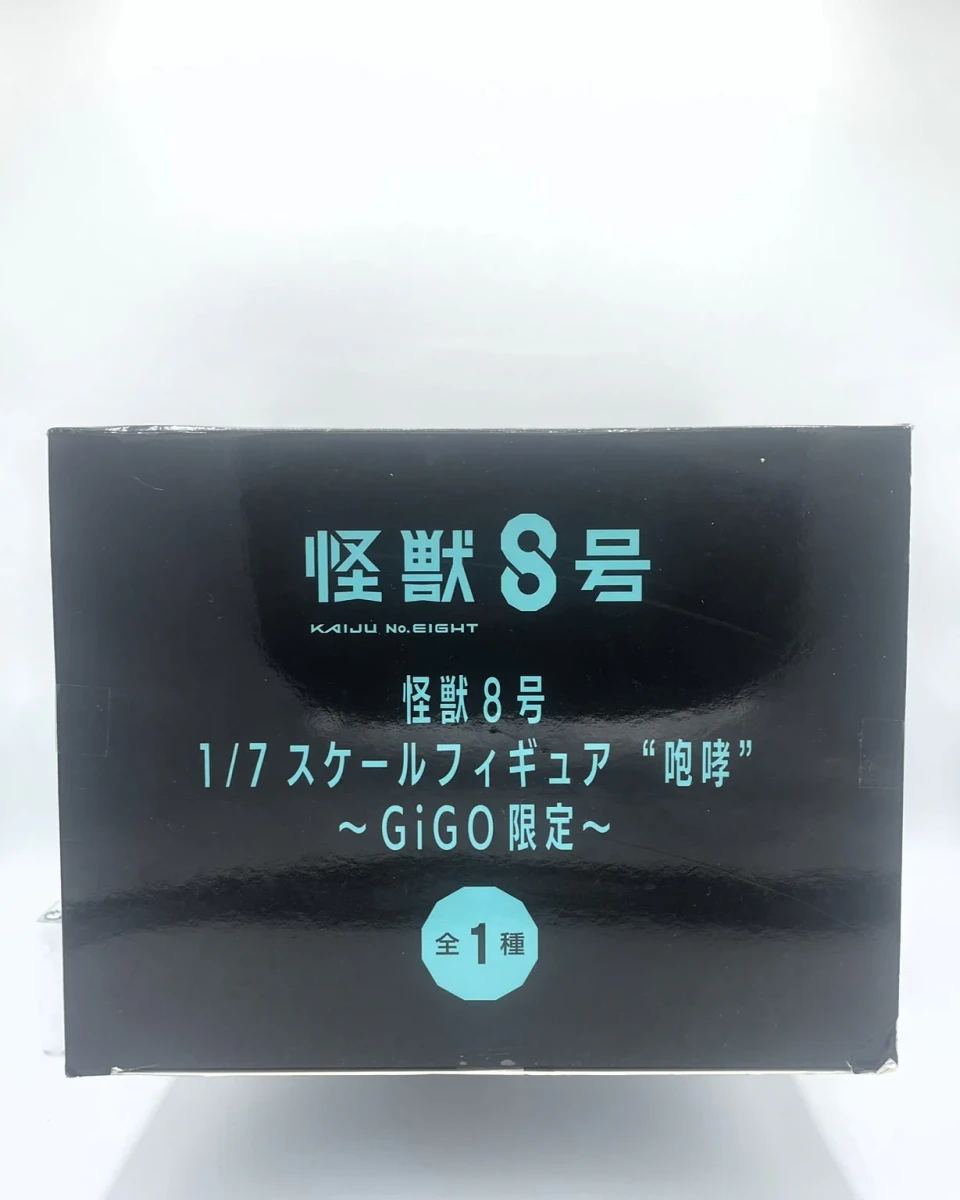 怪獣8号
KAIJU No.EIGHT
怪獣8号
1/7スケールフィギュア“咆哮”
~GiGO限定~
全1種